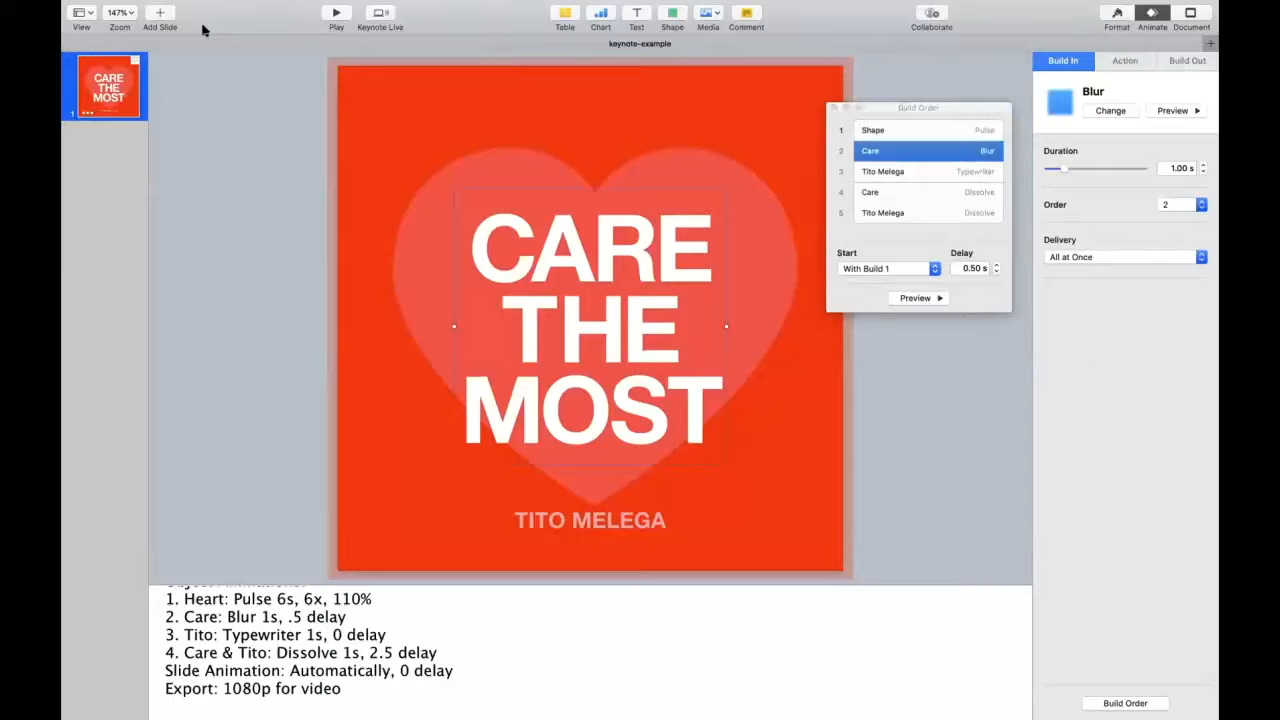 147%
View
Zoom
Add Slide
Play
Keynote Live
Table
Chart
Text
Shape
Media
Comment
Collaborate
Format
Animate
Document
keynote-example
CARE
THE
MOST
1
CARE
THE
MOST
TITO MELEGA
Build Order
1 Shape Pulse
2 Care Blur
3 Tito Melega Typewriter
4 Care Dissolve
5 Tito Melega Dissolve
Start Delay
With Build 1 0.50 s
Preview
Build In Action Build Out
Blur
Change Preview
Duration
1.00 s
Order 2
Delivery
All at Once
1. Heart: Pulse 6s, 6x, 110%
2. Care: Blur 1s, .5 delay
3. Tito: Typewriter 1s, 0 delay
4. Care & Tito: Dissolve 1s, 2.5 delay
Slide Animation: Automatically, 0 delay
Export: 1080p for video
Build Order